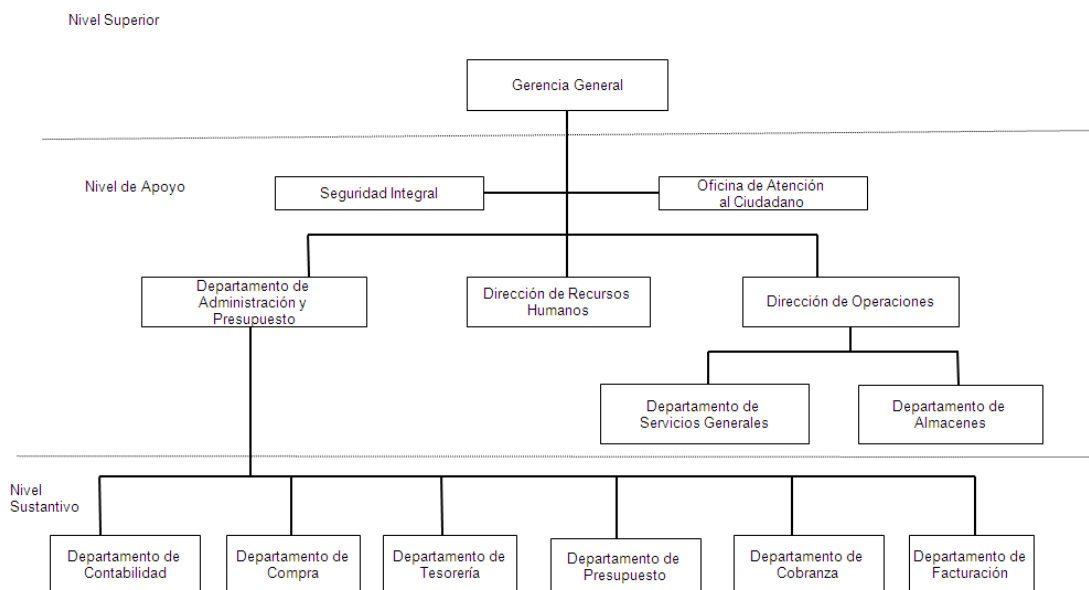 Nivel Superior
Gerencia General
Nivel de Apoyo
Seguridad Integral
Oficina de Atención
al Ciudadano
Departamento de
Administración y
Presupuesto
Dirección de Recursos
Humanos
Dirección de Operaciones
Departamento de
Servicios Generales
Departamento de
Almacenes
Nivel
Sustantivo
Departamento de
Contabilidad
Departamento de
Compra
Departamento de
Tesorería
Departamento de
Presupuesto
Departamento de
Cobranza
Departamento de
Facturación